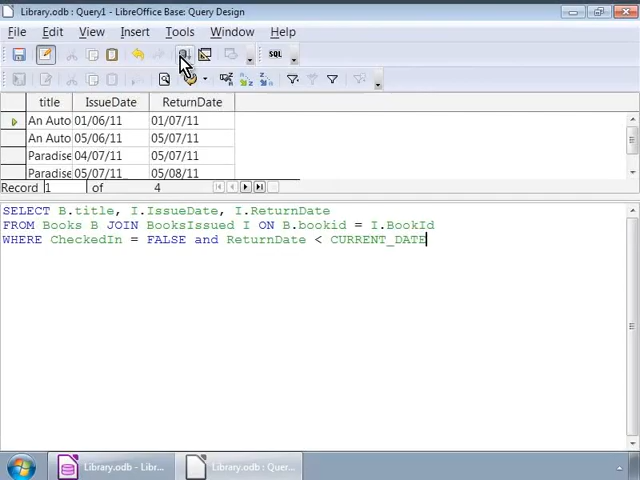 Library.odb : Query1 - LibreOffice Base: Query Design
File Edit View Insert Tools Window Help
SQL
title IssueDate ReturnDate
An Auto 01/06/11 01/07/11
An Auto 05/06/11 05/07/11
Paradise 04/07/11 05/07/11
Paradise 05/07/11 05/08/11
Record 1 of 4
SELECT B.title, I.IssueDate, I.ReturnDate
FROM Books B JOIN BooksIssued I ON B.bookid = I.BookId
WHERE CheckedIn = FALSE and ReturnDate < CURRENT_DATE
Library.odb - Libr... Library.odb : Quer...